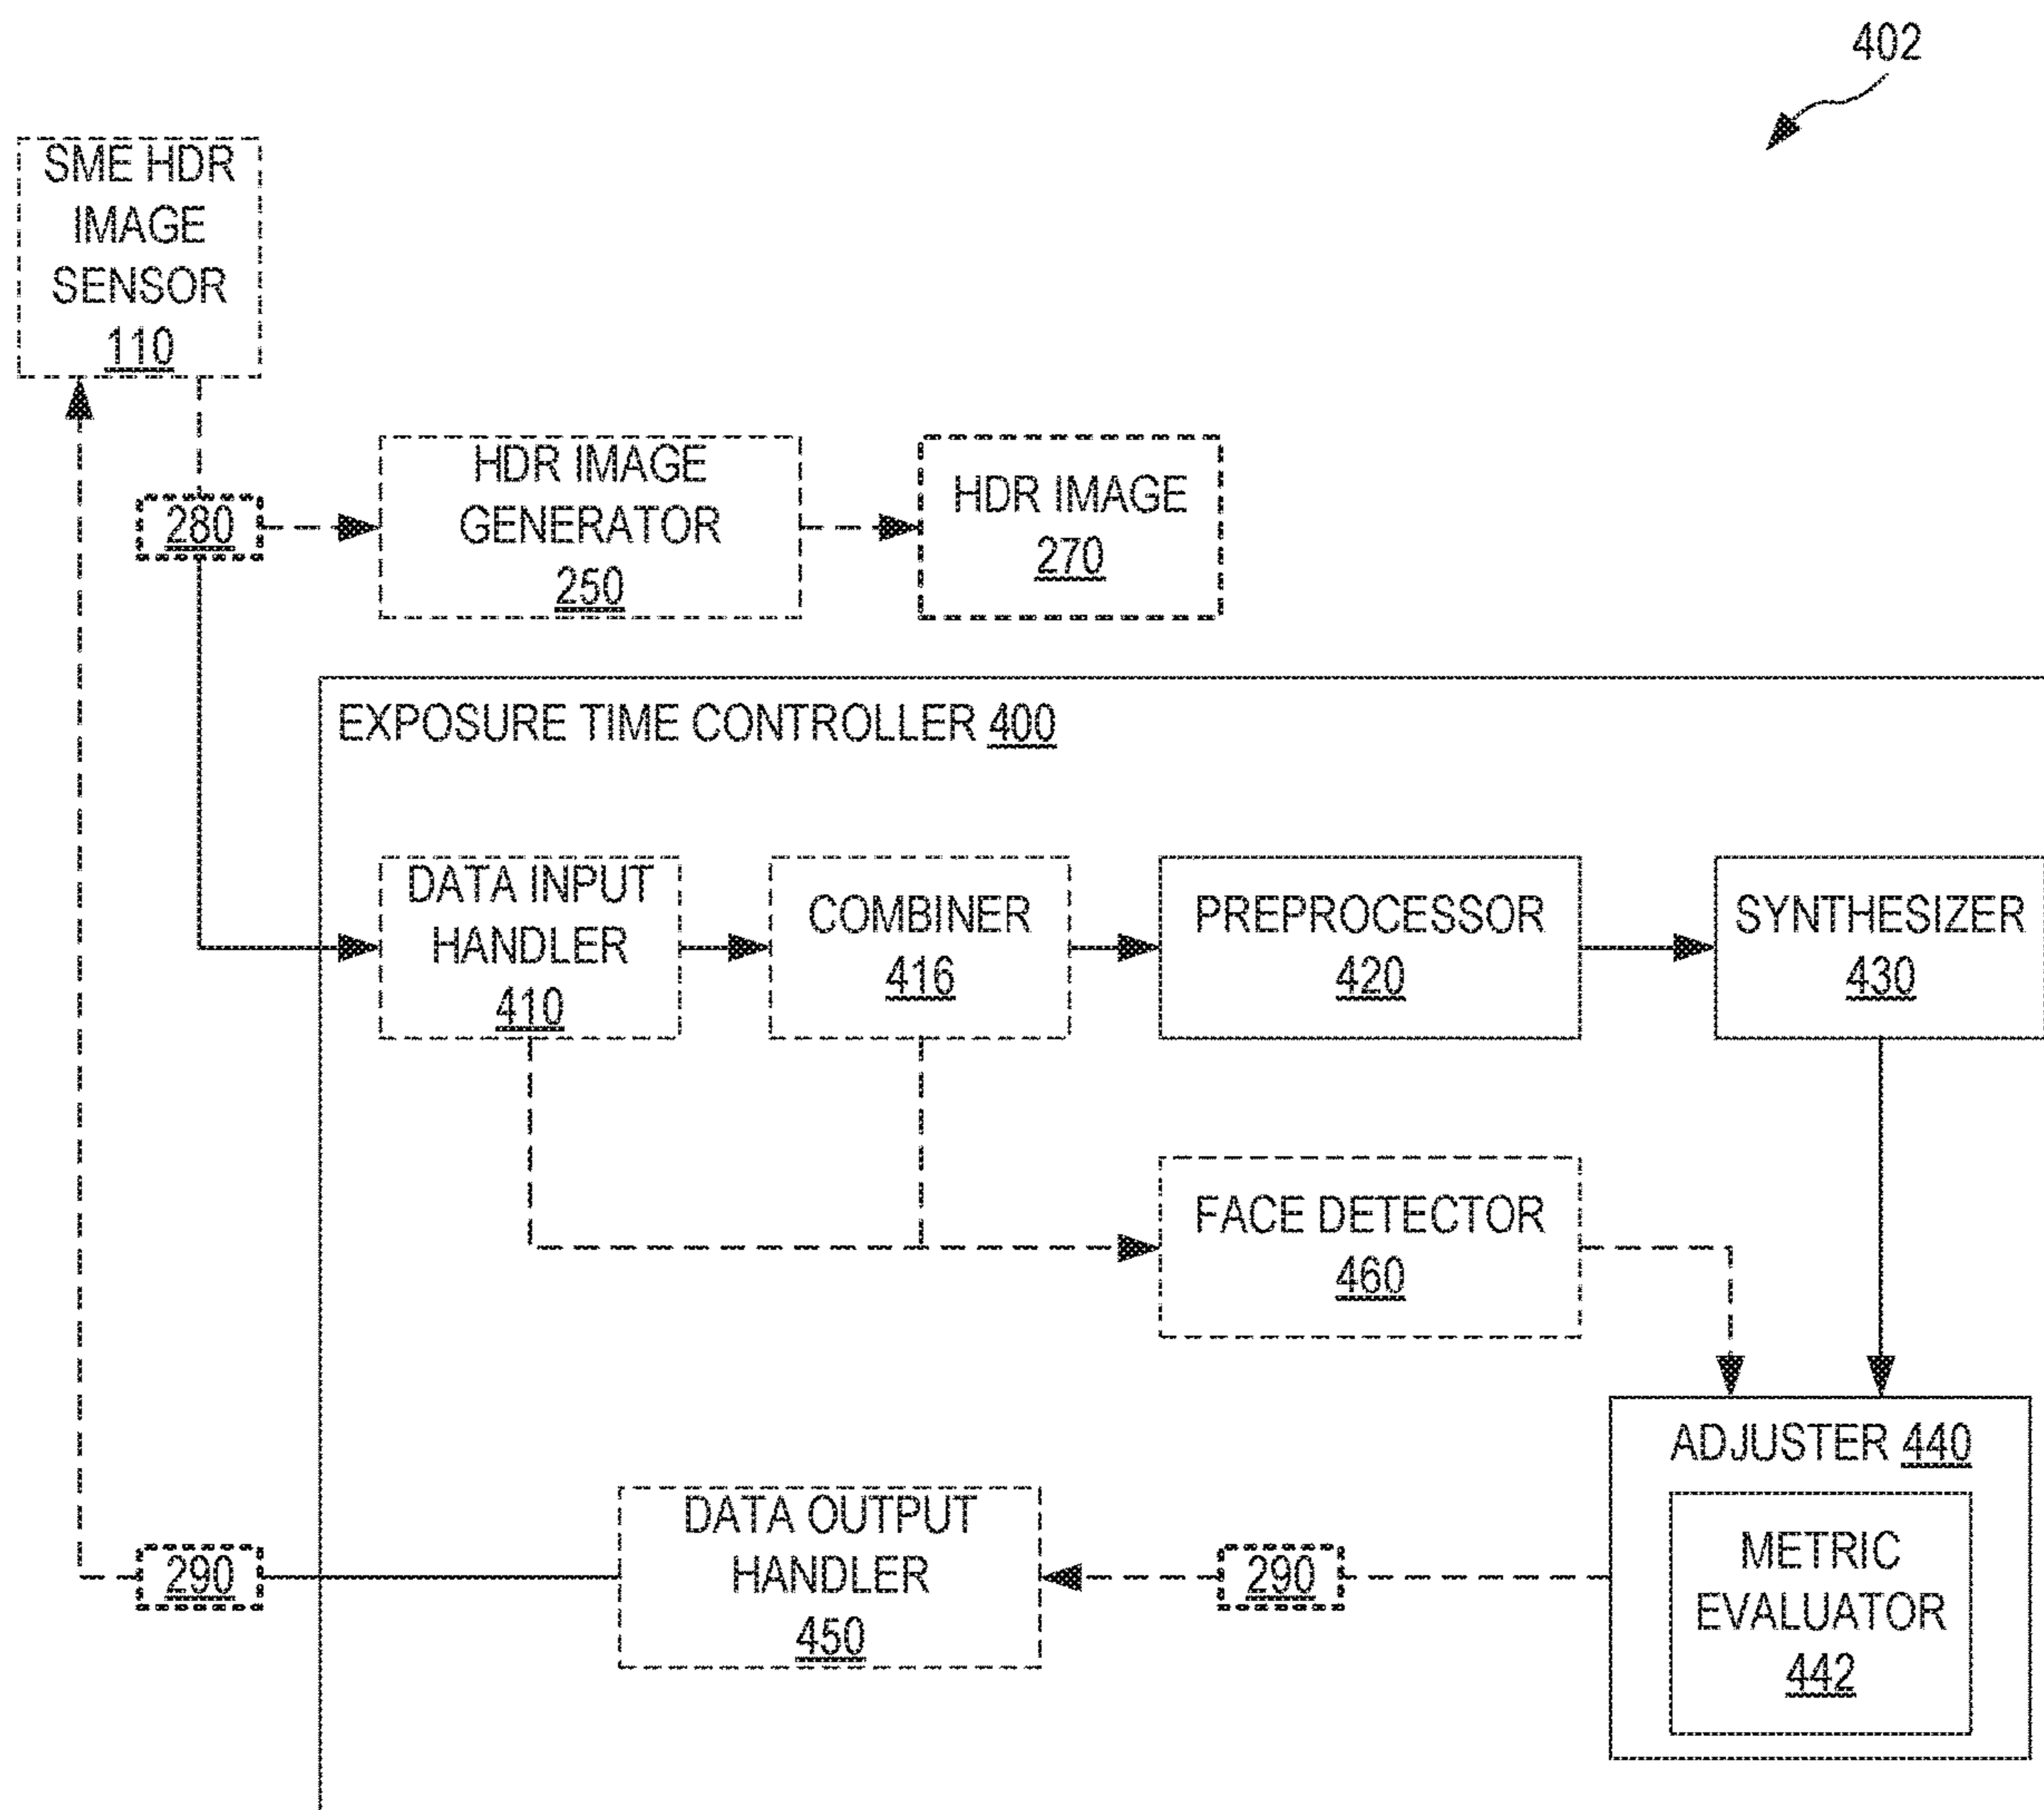 402
SME HDR
IMAGE
SENSOR
110
280
HDR IMAGE
GENERATOR
250
HDR IMAGE
270
EXPOSURE TIME CONTROLLER 400
DATA INPUT
HANDLER
410
COMBINER
416
PREPROCESSOR
420
SYNTHESIZER
430
FACE DETECTOR
460
ADJUSTER 440
METRIC
EVALUATOR
442
290
DATA OUTPUT
HANDLER
450
290